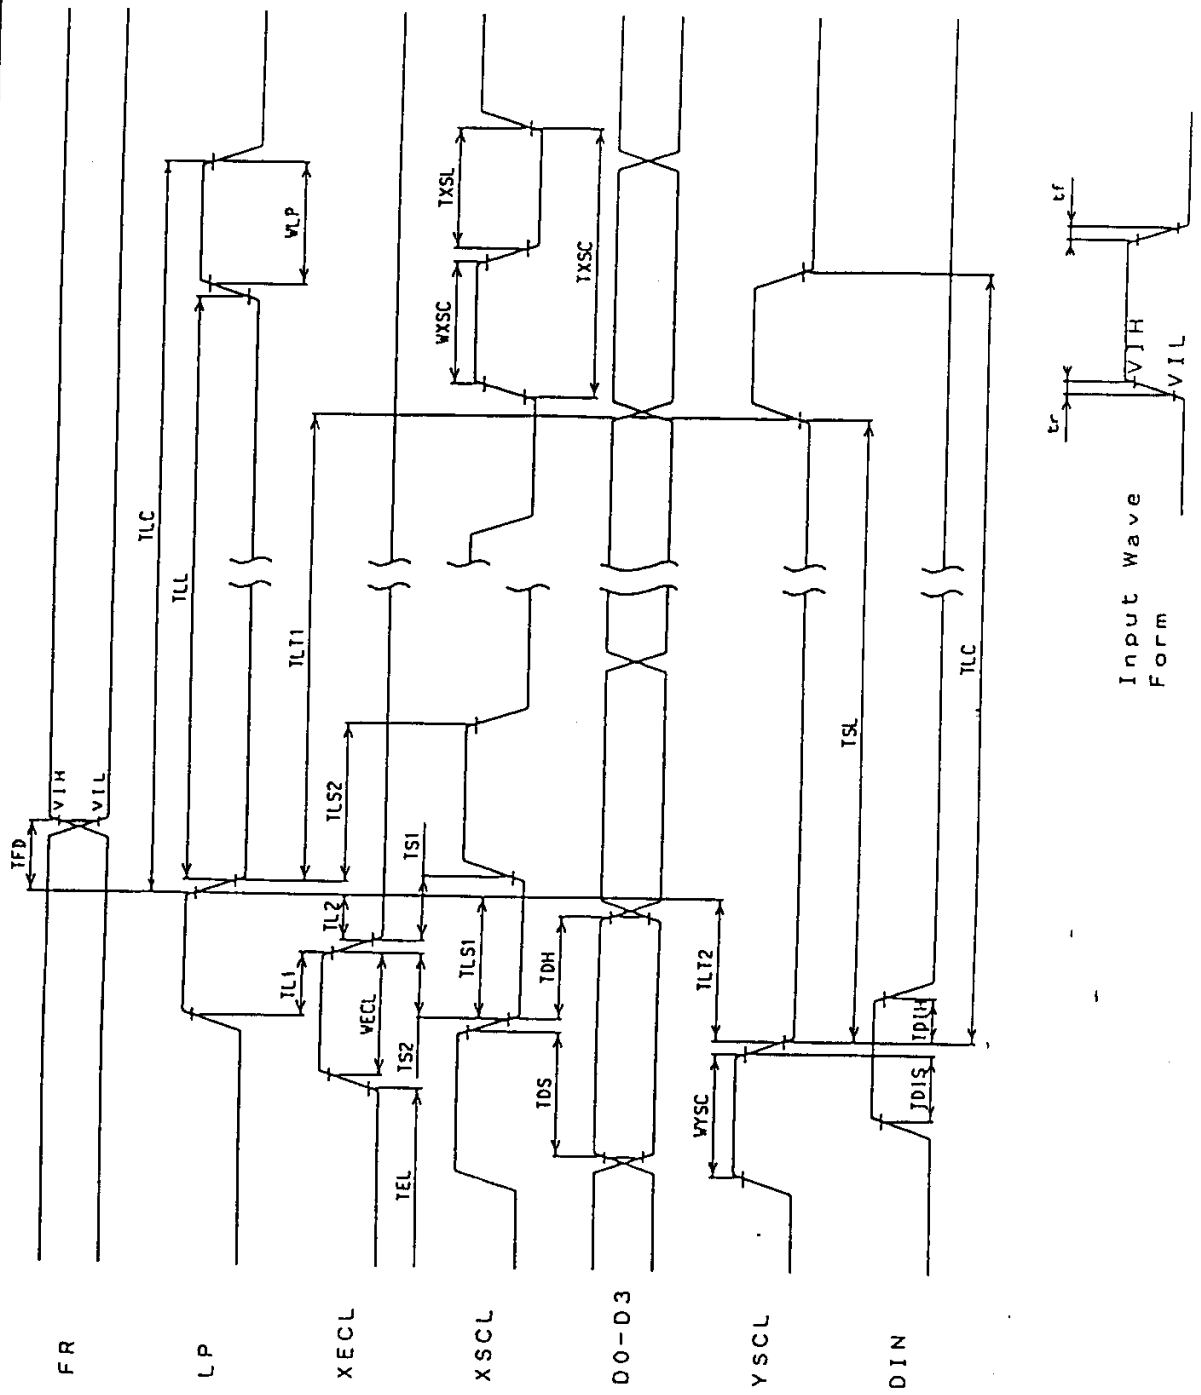 FR
TFD
VIH
VIL
LP
TLC
TLL
WLP
TLT1
XECL
TL1
TL2
TLS2
WECL
TS1
TS2
TEL
XSCL
TLS1
WXSC
TXSL
TXSC
TDS
TDH
D0-D3
YSCL
WYSC
TLT2
TSL
DIN
TDIS
TDIH
TLC
tr
tf
VIH
VIL
Input Wave
Form